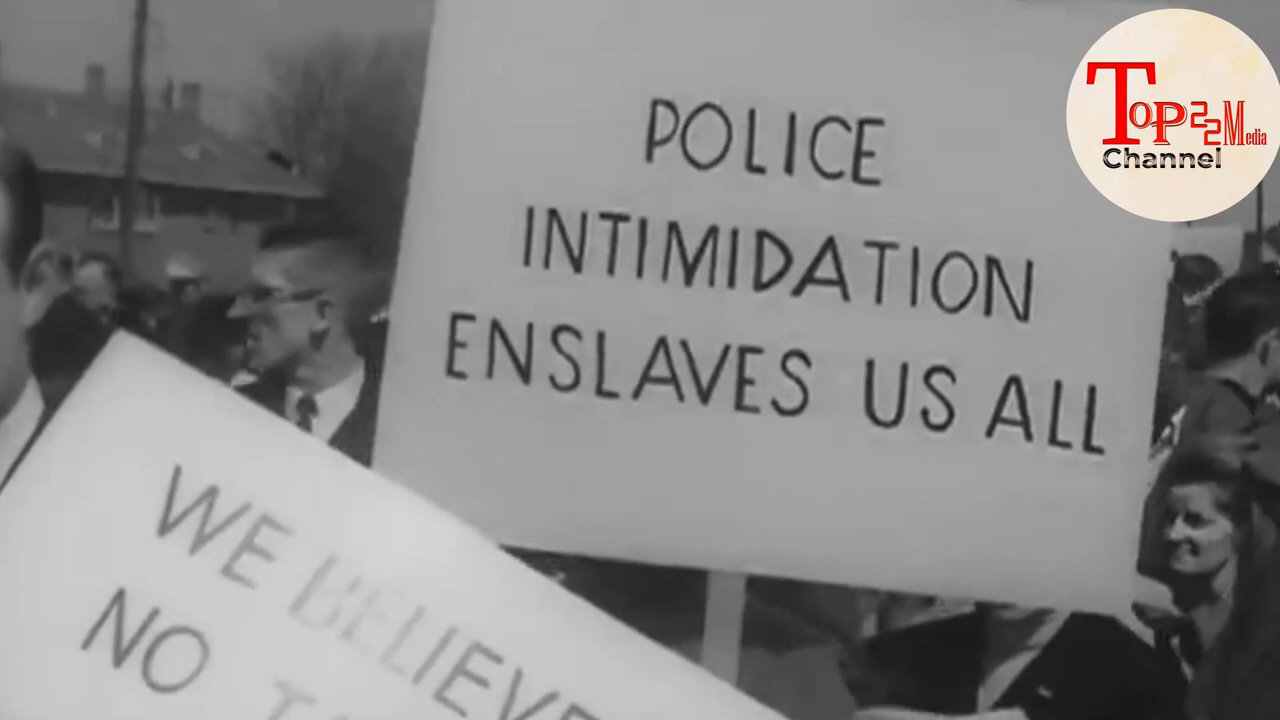 POLICE
INTIMIDATION
ENSLAVES US ALL
WE BELIEVE
NO
Top22Media
Channel